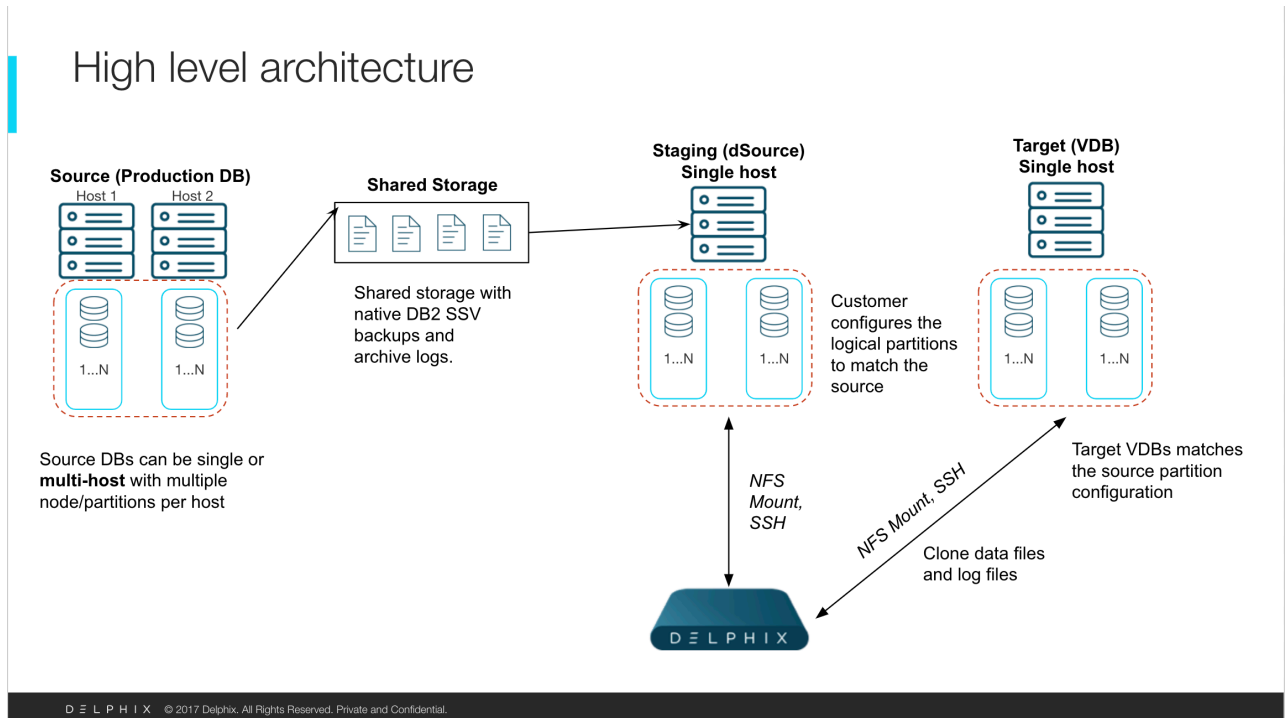 High level architecture
Source (Production DB)
Host 1
Host 2
1...N
1...N
Source DBs can be single or
multi-host with multiple
node/partitions per host
Shared Storage
Shared storage with
native DB2 SSV
backups and
archive logs.
Staging (dSource)
Single host
1...N
1...N
Customer
configures the
logical partitions
to match the
source
Target (VDB)
Single host
1...N
1...N
Target VDBs matches
the source partition
configuration
NFS
Mount,
SSH
NFS Mount, SSH
Clone data files
and log files
DELPHIX
DELPHIX © 2017 Delphix. All Rights Reserved. Private and Confidential.